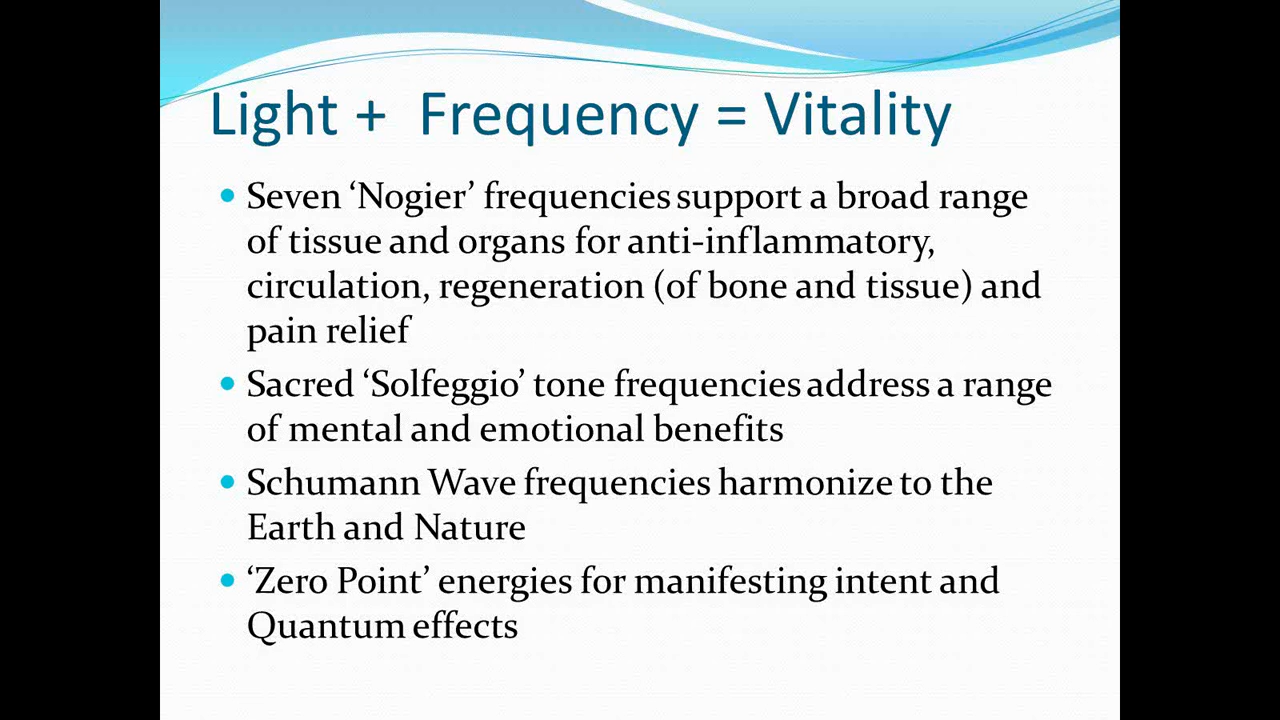 Light + Frequency = Vitality
Seven ‘Nogier’ frequencies support a broad range
of tissue and organs for anti-inflammatory,
circulation, regeneration (of bone and tissue) and
pain relief
Sacred ‘Solfeggio’ tone frequencies address a range
of mental and emotional benefits
Schumann Wave frequencies harmonize to the
Earth and Nature
‘Zero Point’ energies for manifesting intent and
Quantum effects